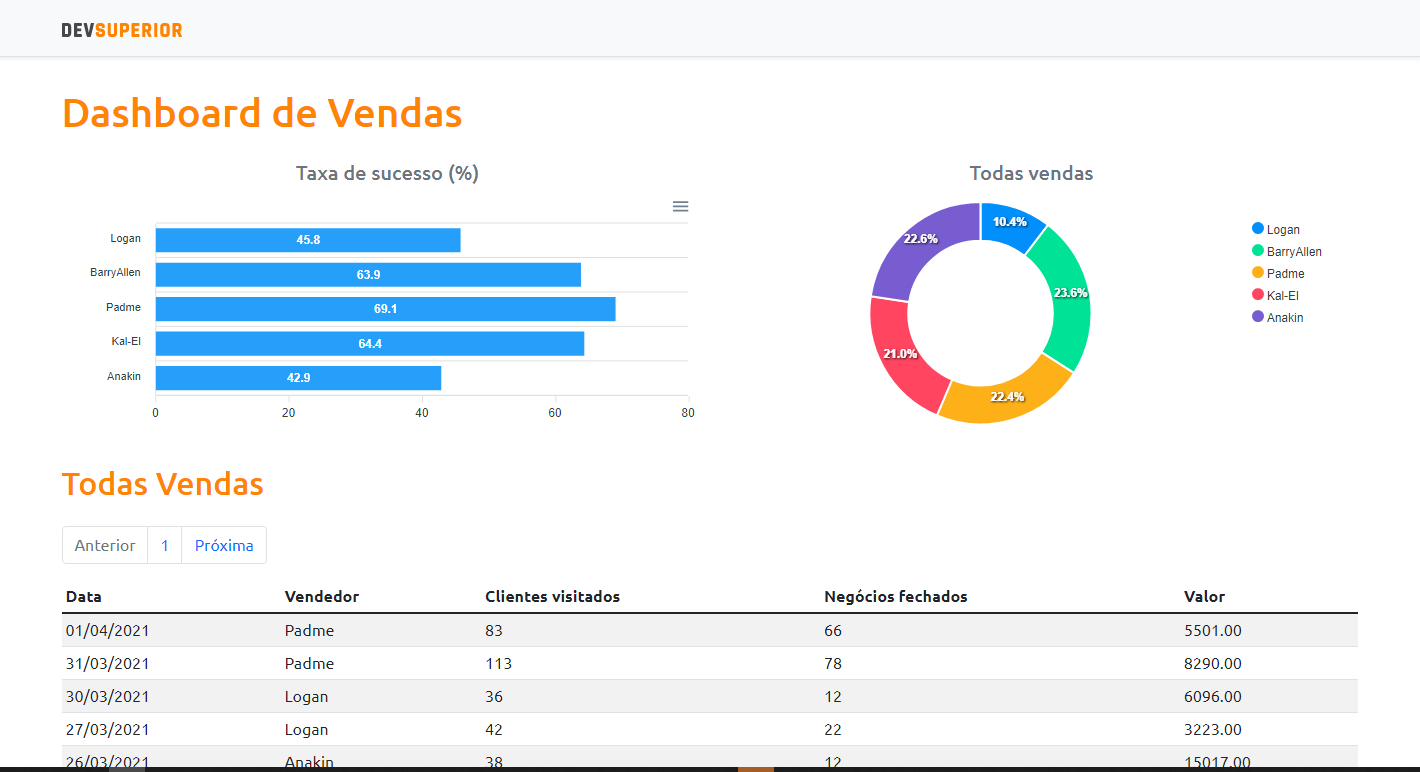 DEVSUPERIOR
Dashboard de Vendas
Taxa de sucesso (%)
Logan 45.8
BarryAllen 63.9
Padme 69.1
Kal-El 64.4
Anakin 42.9
0 20 40 60 80
Todas vendas
10.4%
23.6%
22.4%
21.0%
22.6%
Logan
BarryAllen
Padme
Kal-El
Anakin
Todas Vendas
Anterior 1 Próxima
Data Vendedor Clientes visitados Negócios fechados Valor
01/04/2021 Padme 83 66 5501.00
31/03/2021 Padme 113 78 8290.00
30/03/2021 Logan 36 12 6096.00
27/03/2021 Logan 42 22 3223.00
26/03/2021 Anakin 38 12 15017.00